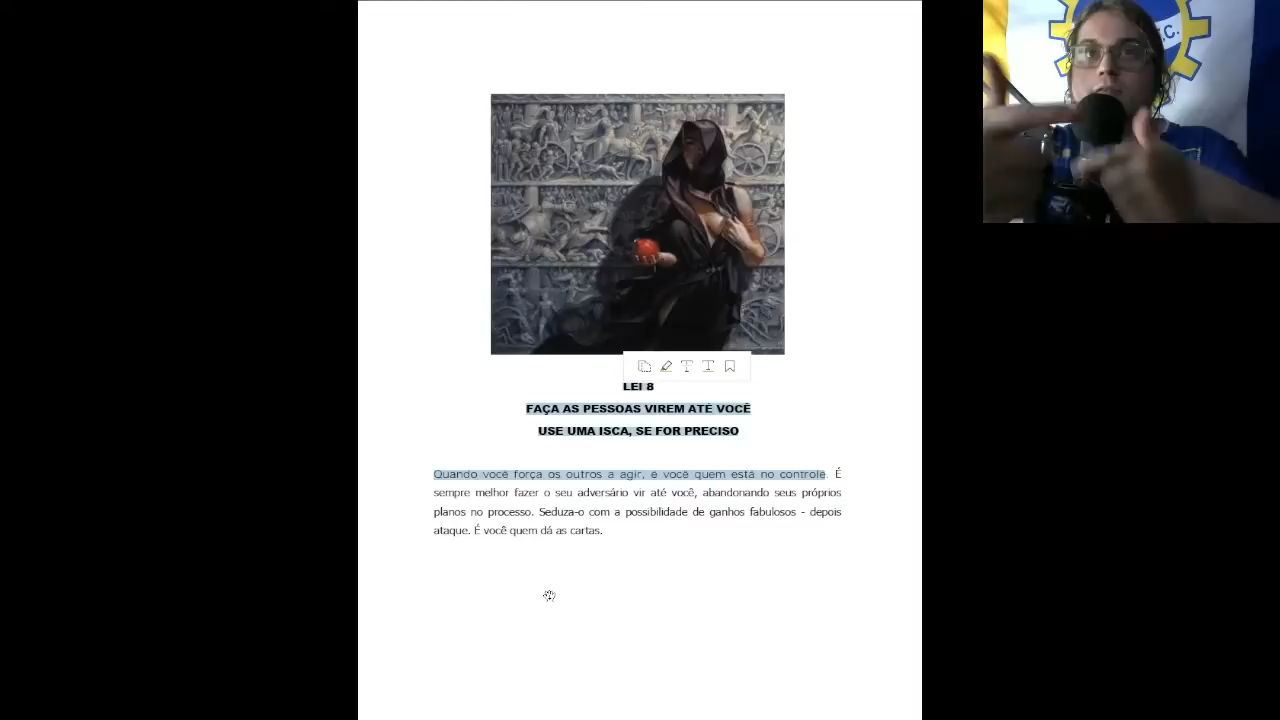 LEI 8
FAÇA AS PESSOAS VIREM ATÉ VOCÊ
USE UMA ISCA, SE FOR PRECISO
Quando você força os outros a agir, é você quem está no controle. É
sempre melhor fazer o seu adversário vir até você, abandonando seus próprios
planos no processo. Seduza-o com a possibilidade de ganhos fabulosos - depois
ataque. É você quem dá as cartas.
.C.